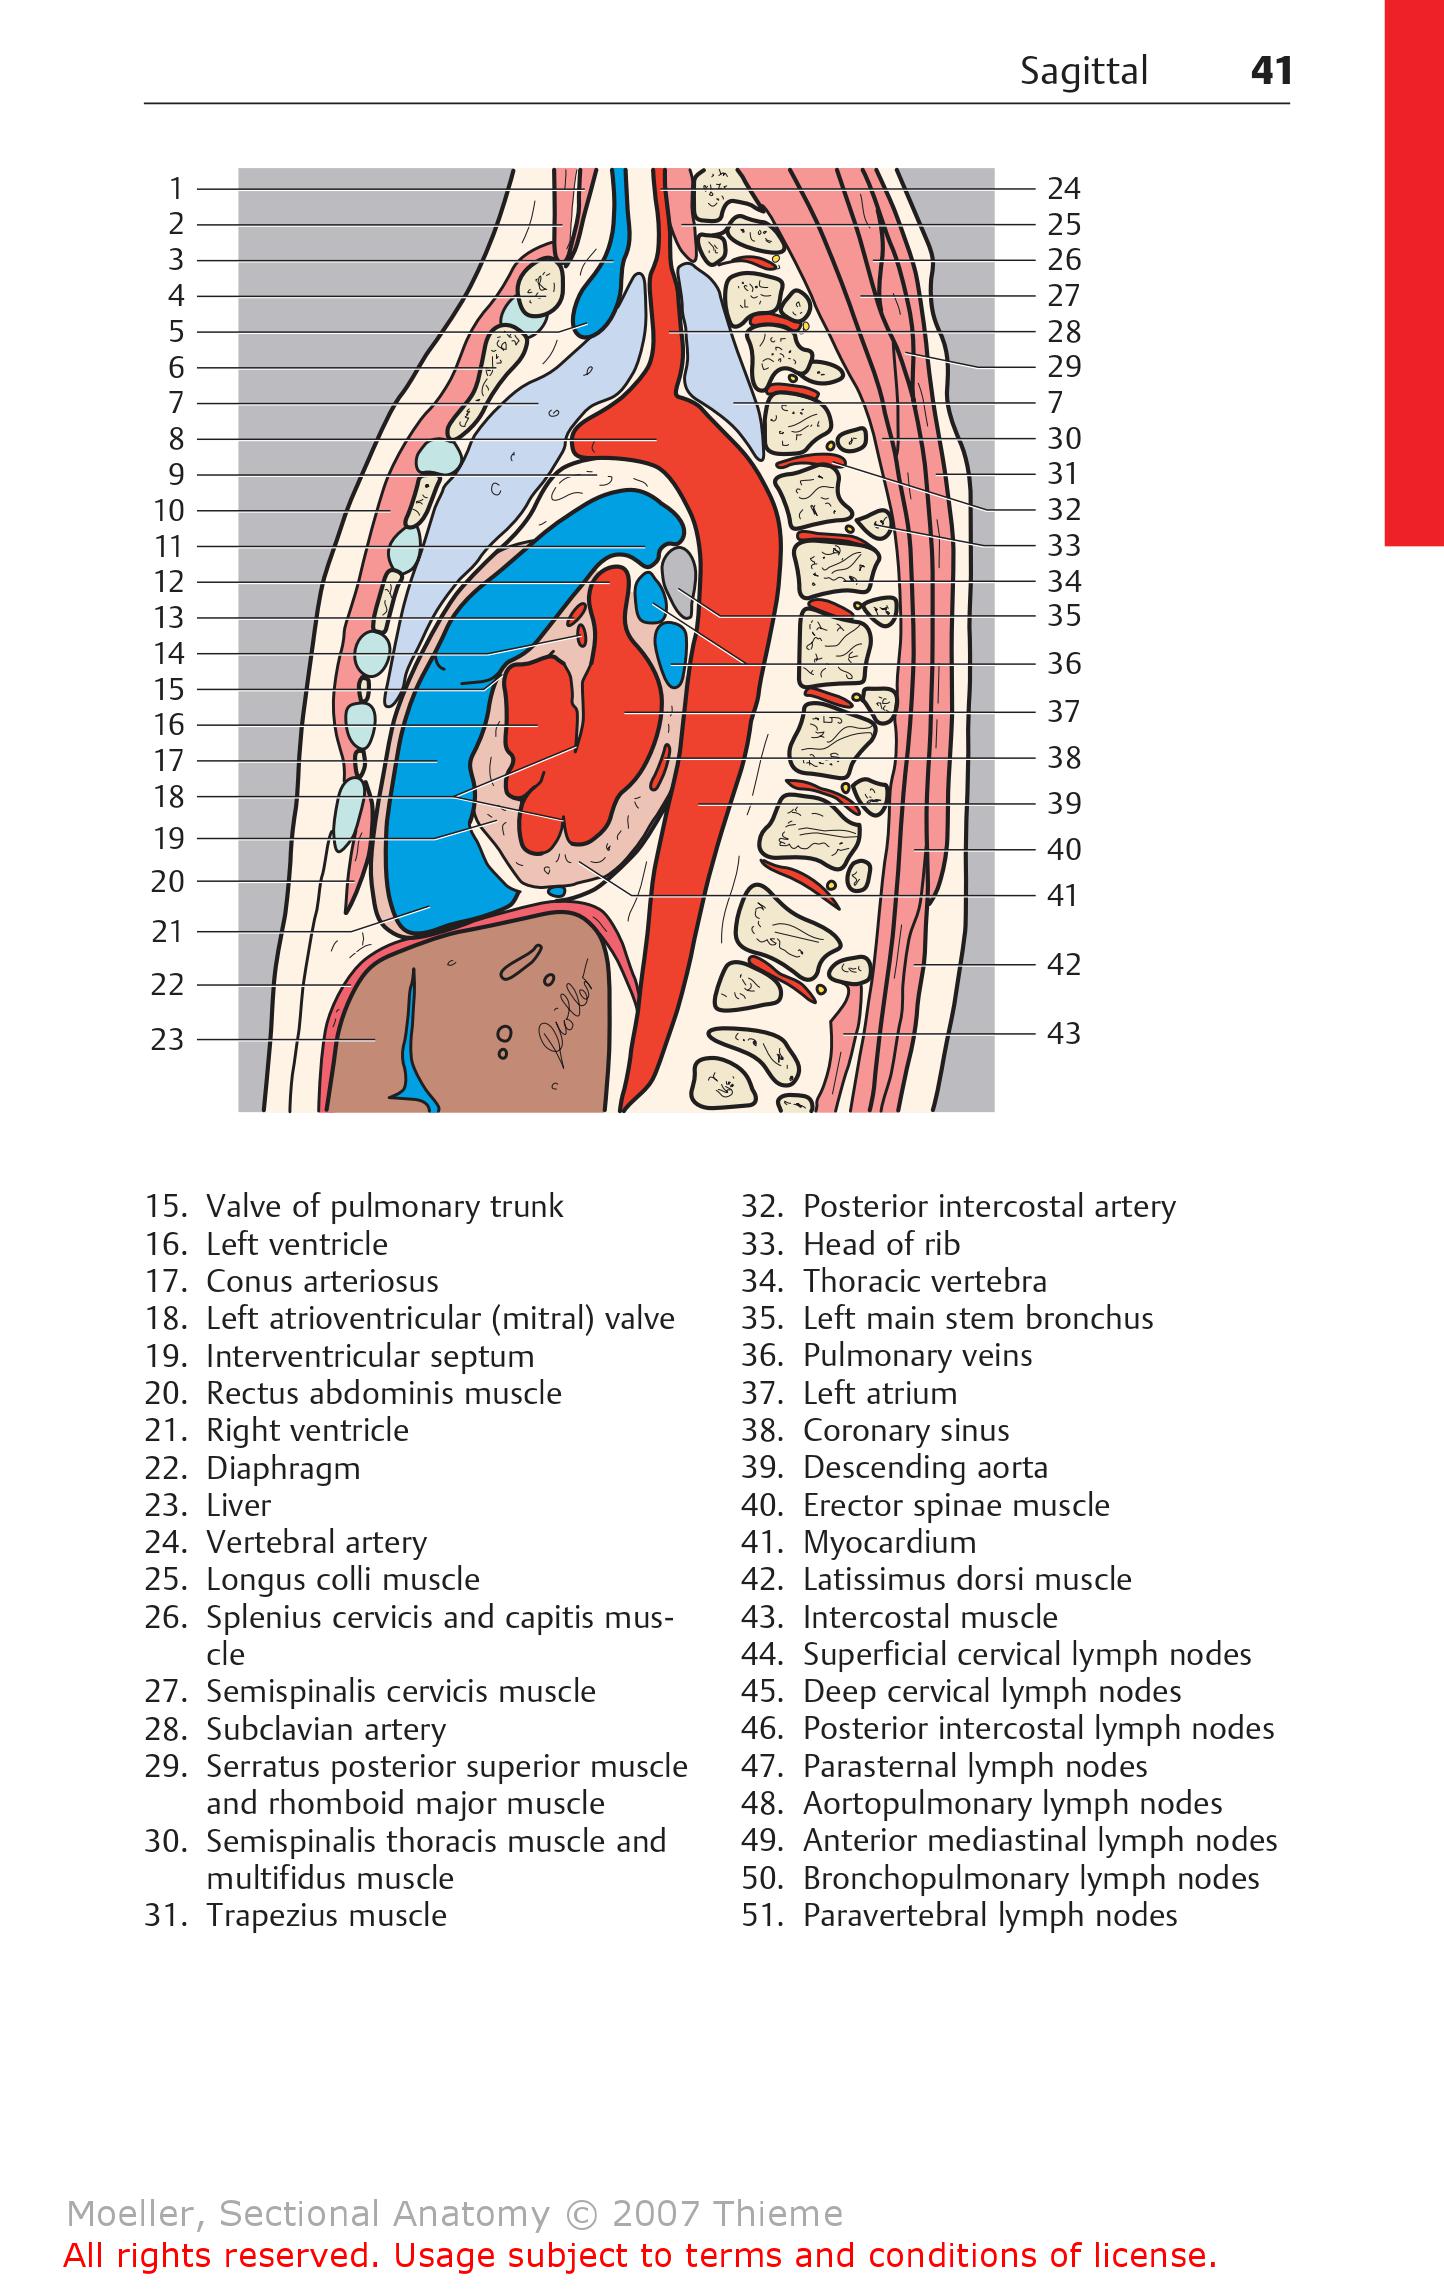 Sagittal 41
1
2
3
4
5
6
7
8
9
10
11
12
13
14
15
16
17
18
19
20
21
22
23
24
25
26
27
28
29
7
30
31
32
33
34
35
36
37
38
39
40
41
42
43
Möller
15. Valve of pulmonary trunk
16. Left ventricle
17. Conus arteriosus
18. Left atrioventricular (mitral) valve
19. Interventricular septum
20. Rectus abdominis muscle
21. Right ventricle
22. Diaphragm
23. Liver
24. Vertebral artery
25. Longus colli muscle
26. Splenius cervicis and capitis mus-
cle
27. Semispinalis cervicis muscle
28. Subclavian artery
29. Serratus posterior superior muscle
and rhomboid major muscle
30. Semispinalis thoracis muscle and
multifidus muscle
31. Trapezius muscle
32. Posterior intercostal artery
33. Head of rib
34. Thoracic vertebra
35. Left main stem bronchus
36. Pulmonary veins
37. Left atrium
38. Coronary sinus
39. Descending aorta
40. Erector spinae muscle
41. Myocardium
42. Latissimus dorsi muscle
43. Intercostal muscle
44. Superficial cervical lymph nodes
45. Deep cervical lymph nodes
46. Posterior intercostal lymph nodes
47. Parasternal lymph nodes
48. Aortopulmonary lymph nodes
49. Anterior mediastinal lymph nodes
50. Bronchopulmonary lymph nodes
51. Paravertebral lymph nodes
Moeller, Sectional Anatomy © 2007 Thieme
All rights reserved. Usage subject to terms and conditions of license.